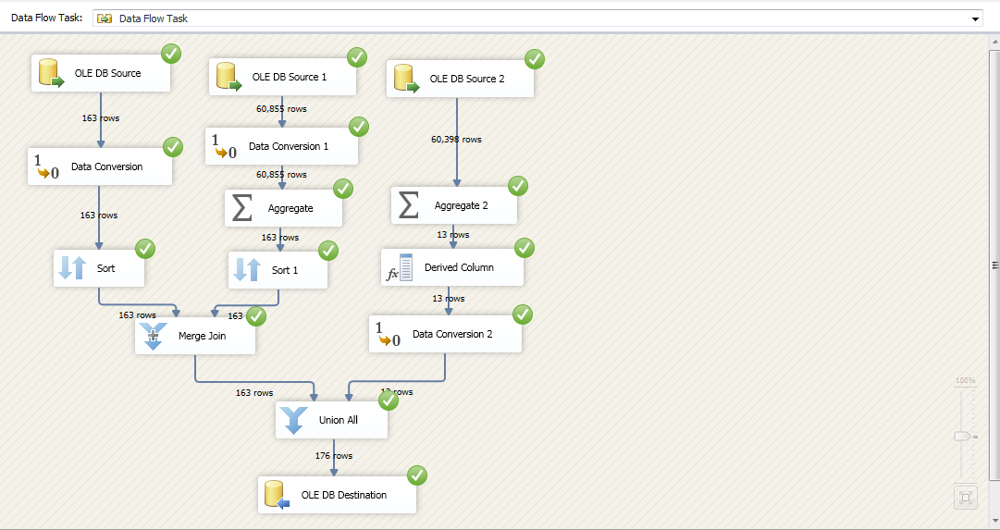 Data Flow Task: Data Flow Task
OLE DB Source
OLE DB Source 1
OLE DB Source 2
163 rows
60,855 rows
60,398 rows
1 0 Data Conversion
1 0 Data Conversion 1
163 rows
60,855 rows
Σ Aggregate
Σ Aggregate 2
163 rows
13 rows
Sort
Sort 1
fx Derived Column
163 rows
163
13 rows
Merge Join
1 0 Data Conversion 2
163 rows
13 rows
Union All
176 rows
OLE DB Destination
100%